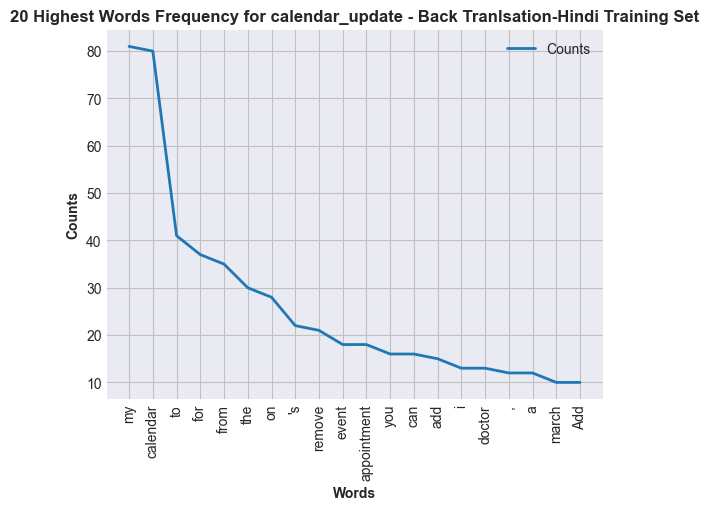 20 Highest Words Frequency for calendar_update - Back Tranlsation-Hindi Training Set
Counts
80
70
60
50
40
30
20
10
Counts
my
calendar
to
for
from
the
on
's
remove
event
appointment
you
can
add
i
doctor
,
a
march
Add
Words